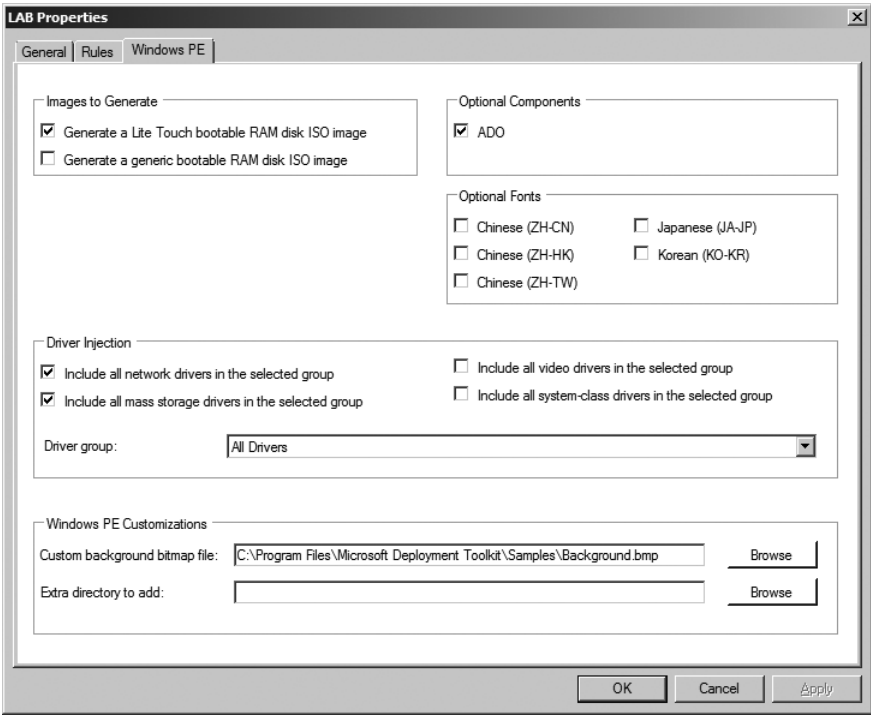 LAB Properties
General
Rules
Windows PE
Images to Generate
Generate a Lite Touch bootable RAM disk ISO image
Generate a generic bootable RAM disk ISO image
Optional Components
ADO
Optional Fonts
Chinese (ZH-CN)
Japanese (JA-JP)
Chinese (ZH-HK)
Korean (KO-KR)
Chinese (ZH-TW)
Driver Injection
Include all network drivers in the selected group
Include all video drivers in the selected group
Include all mass storage drivers in the selected group
Include all system-class drivers in the selected group
Driver group:
All Drivers
Windows PE Customizations
Custom background bitmap file:
C:\Program Files\Microsoft Deployment Toolkit\Samples\Background.bmp
Browse
Extra directory to add:
Browse
OK
Cancel
Apply